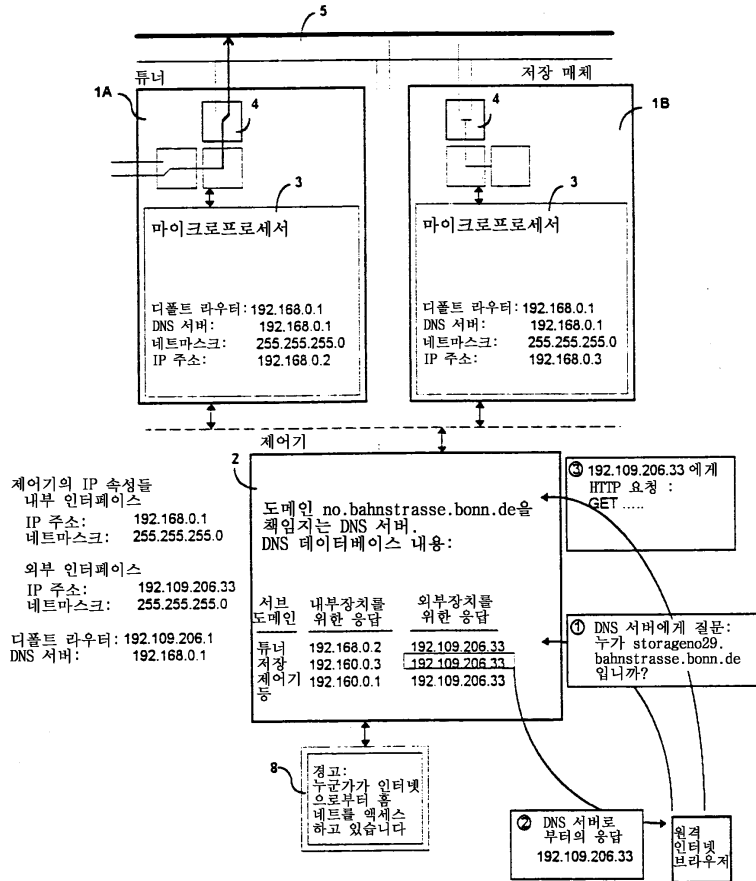 5
튜너
저장 매체
1A
4
4
1B
3
3
마이크로프로세서
마이크로프로세서
디폴트 라우터: 192.168.0.1
DNS 서버: 192.168.0.1
네트마스크: 255.255.255.0
IP 주소: 192.168.0.2
디폴트 라우터: 192.168.0.1
DNS 서버: 192.168.0.1
네트마스크: 255.255.255.0
IP 주소: 192.168.0.3
제어기
2
제어기의 IP 속성들
내부 인터페이스
IP 주소: 192.168.0.1
네트마스크: 255.255.255.0
외부 인터페이스
IP 주소: 192.109.206.33
네트마스크: 255.255.255.0
디폴트 라우터: 192.109.206.1
DNS 서버: 192.168.0.1
도메인 no.bahnstrasse.bonn.de을
책임지는 DNS 서버.
DNS 데이터베이스 내용:
서브 내부장치를 외부장치를
도메인 위한 응답 위한 응답
튜너 192.168.0.2 192.109.206.33
저장 192.160.0.3 192.109.206.33
제어기 192.160.0.1 192.109.206.33
등
③ 192.109.206.33 에게
HTTP 요청 :
GET .....
① DNS 서버에게 질문:
누가 storageno29.
bahnstrasse.bonn.de
입니까?
8
경고:
누군가가 인터넷
으로부터 홈
네트를 액세스
하고 있습니다
② DNS 서버로
부터의 응답
192.109.206.33
원격
인터넷
브라우저